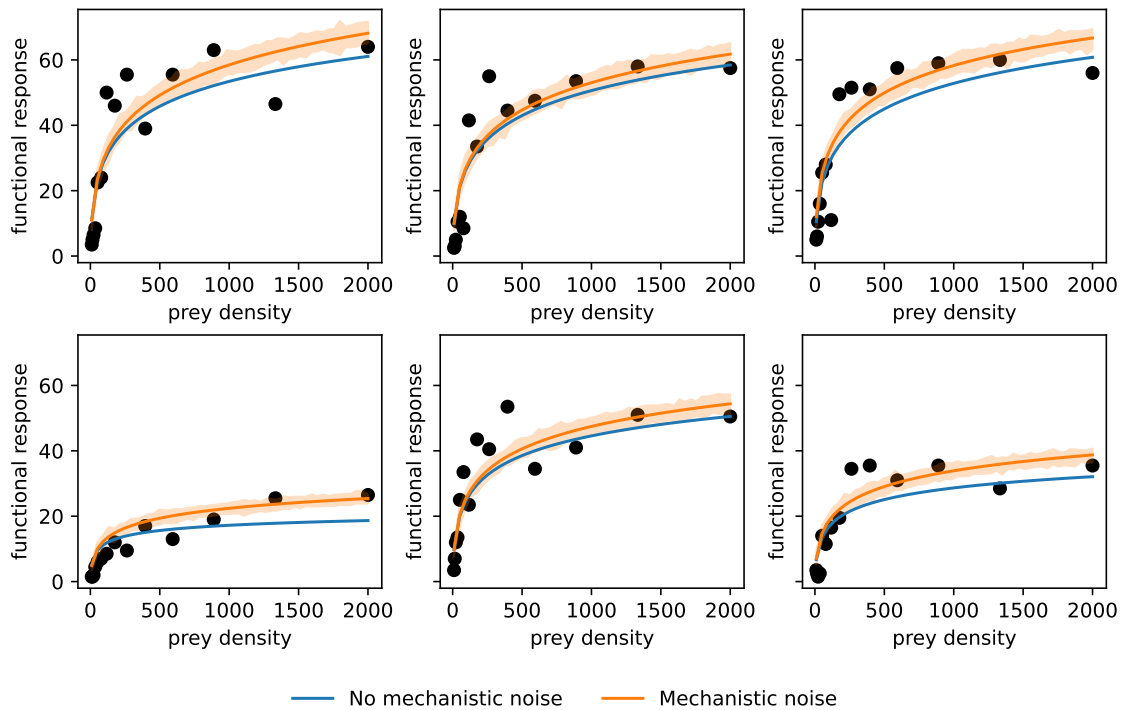 functional response
60
40
20
0
functional response
functional response
0 500 1000 1500 2000
0 500 1000 1500 2000
0 500 1000 1500 2000
prey density
prey density
prey density
functional response
60
40
20
0
functional response
functional response
0 500 1000 1500 2000
0 500 1000 1500 2000
0 500 1000 1500 2000
prey density
prey density
prey density
No mechanistic noise
Mechanistic noise